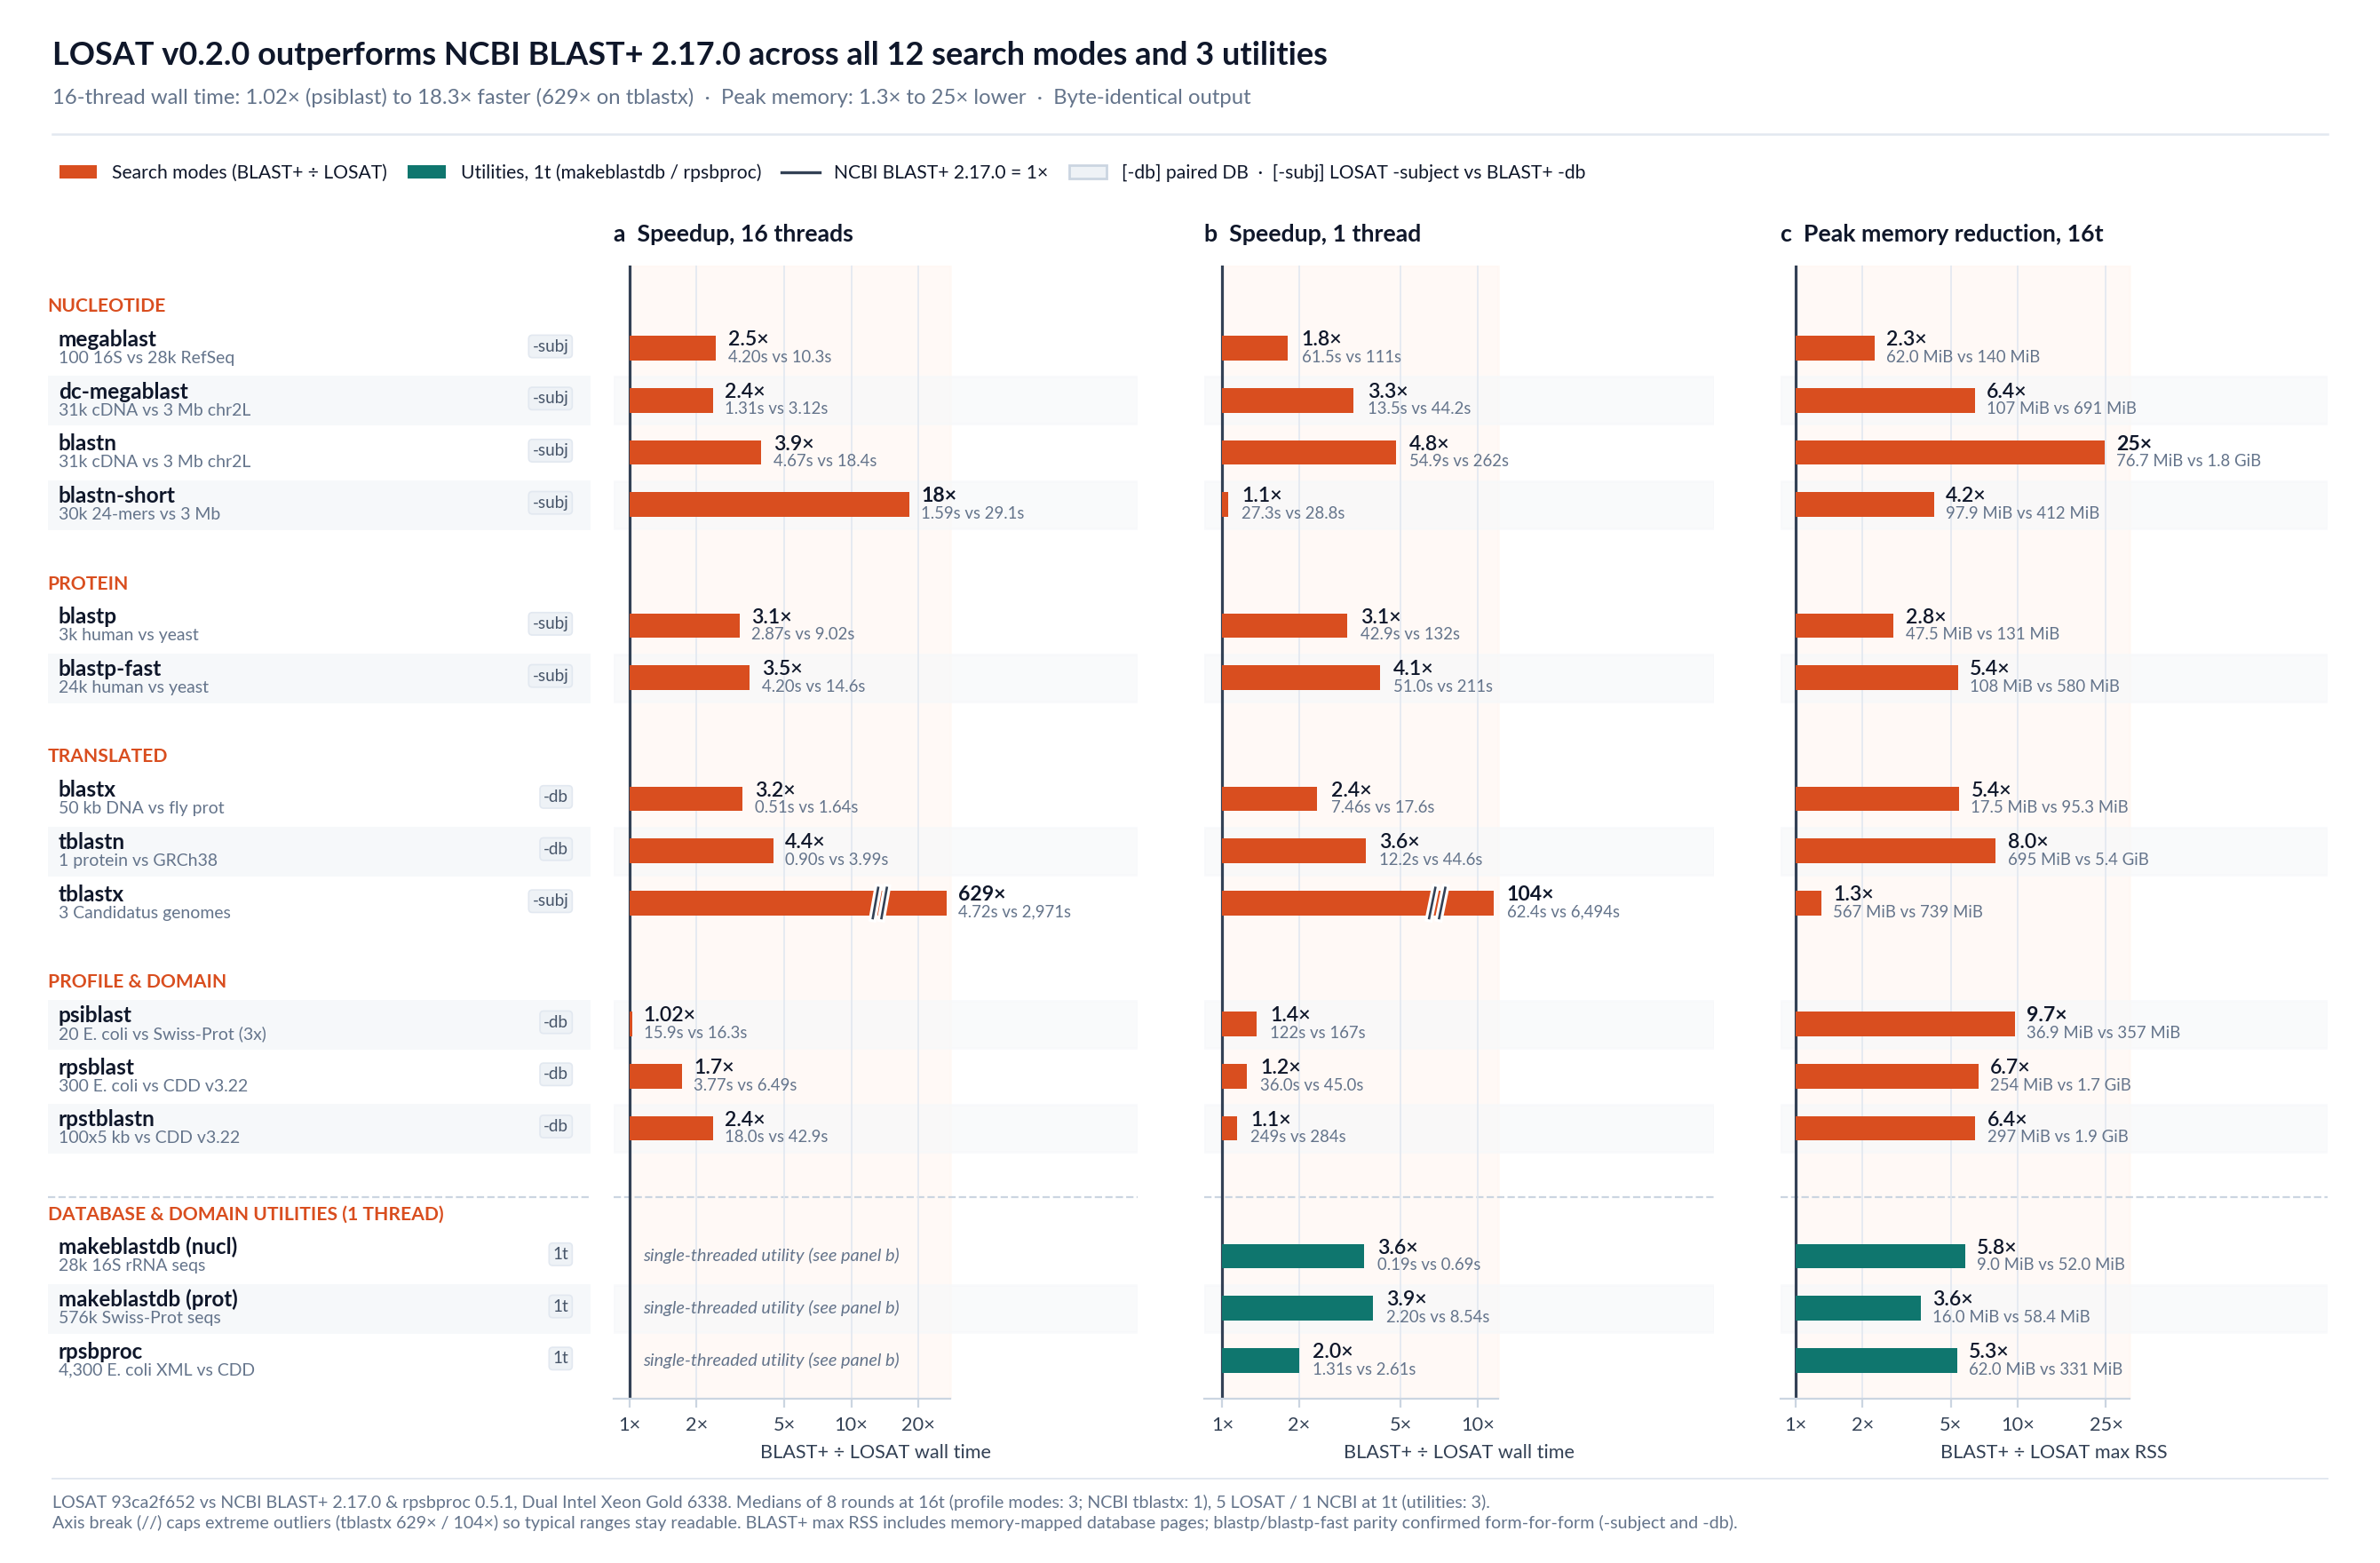 LOSAT v0.2.0 outperforms NCBI BLAST+ 2.17.0 across all 12 search modes and 3 utilities
16-thread wall time: 1.02× (psiblast) to 18.3× faster (629× on tblastx) · Peak memory: 1.3× to 25× lower · Byte-identical output
Search modes (BLAST+ ÷ LOSAT) Utilities, 1t (makeblastdb / rpsbproc) NCBI BLAST+ 2.17.0 = 1× [-db] paired DB · [-subj] LOSAT -subject vs BLAST+ -db
a Speedup, 16 threads b Speedup, 1 thread c Peak memory reduction, 16t
NUCLEOTIDE
megablast -subj 2.5× 1.8× 2.3×
100 16S vs 28k RefSeq 4.20s vs 10.3s 61.5s vs 111s 62.0 MiB vs 140 MiB
dc-megablast -subj 2.4× 3.3× 6.4×
31k cDNA vs 3 Mb chr2L 1.31s vs 3.12s 13.5s vs 44.2s 107 MiB vs 691 MiB
blastn -subj 3.9× 4.8× 25×
31k cDNA vs 3 Mb chr2L 4.67s vs 18.4s 54.9s vs 262s 76.7 MiB vs 1.8 GiB
blastn-short -subj 18× 1.1× 4.2×
30k 24-mers vs 3 Mb 1.59s vs 29.1s 27.3s vs 28.8s 97.9 MiB vs 412 MiB
PROTEIN
blastp -subj 3.1× 3.1× 2.8×
3k human vs yeast 2.87s vs 9.02s 42.9s vs 132s 47.5 MiB vs 131 MiB
blastp-fast -subj 3.5× 4.1× 5.4×
24k human vs yeast 4.20s vs 14.6s 51.0s vs 211s 108 MiB vs 580 MiB
TRANSLATED
blastx -db 3.2× 2.4× 5.4×
50 kb DNA vs fly prot 0.51s vs 1.64s 7.46s vs 17.6s 17.5 MiB vs 95.3 MiB
tblastn -db 4.4× 3.6× 8.0×
1 protein vs GRCh38 0.90s vs 3.99s 12.2s vs 44.6s 695 MiB vs 5.4 GiB
tblastx -subj 629× 104× 1.3×
3 Candidatus genomes 4.72s vs 2,971s 62.4s vs 6,494s 567 MiB vs 739 MiB
PROFILE & DOMAIN
psiblast -db 1.02× 1.4× 9.7×
20 E. coli vs Swiss-Prot (3x) 15.9s vs 16.3s 122s vs 167s 36.9 MiB vs 357 MiB
rpsblast -db 1.7× 1.2× 6.7×
300 E. coli vs CDD v3.22 3.77s vs 6.49s 36.0s vs 45.0s 254 MiB vs 1.7 GiB
rpstblastn -db 2.4× 1.1× 6.4×
100x5 kb vs CDD v3.22 18.0s vs 42.9s 249s vs 284s 297 MiB vs 1.9 GiB
DATABASE & DOMAIN UTILITIES (1 THREAD)
makeblastdb (nucl) 1t single-threaded utility (see panel b) 3.6× 5.8×
28k 16S rRNA seqs 0.19s vs 0.69s 9.0 MiB vs 52.0 MiB
makeblastdb (prot) 1t single-threaded utility (see panel b) 3.9× 3.6×
576k Swiss-Prot seqs 2.20s vs 8.54s 16.0 MiB vs 58.4 MiB
rpsbproc 1t single-threaded utility (see panel b) 2.0× 5.3×
4,300 E. coli XML vs CDD 1.31s vs 2.61s 62.0 MiB vs 331 MiB
1× 2× 5× 10× 20× 1× 2× 5× 10× 1× 2× 5× 10× 25×
BLAST+ ÷ LOSAT wall time BLAST+ ÷ LOSAT wall time BLAST+ ÷ LOSAT max RSS
LOSAT 93ca2f652 vs NCBI BLAST+ 2.17.0 & rpsbproc 0.5.1, Dual Intel Xeon Gold 6338. Medians of 8 rounds at 16t (profile modes: 3; NCBI tblastx: 1), 5 LOSAT / 1 NCBI at 1t (utilities: 3).
Axis break (//) caps extreme outliers (tblastx 629× / 104×) so typical ranges stay readable. BLAST+ max RSS includes memory-mapped database pages; blastp/blastp-fast parity confirmed form-for-form (-subject and -db).